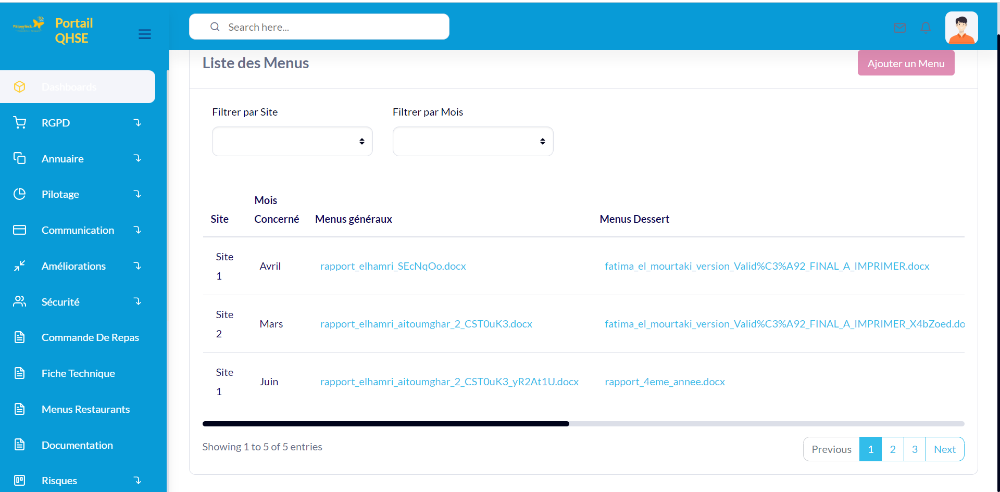 Päiperléck
Portail
QHSE
Search here...
Dashboards
RGPD
Annuaire
Pilotage
Communication
Améliorations
Sécurité
Commande De Repas
Fiche Technique
Menus Restaurants
Documentation
Risques
Liste des Menus
Ajouter un Menu
Filtrer par Site
Filtrer par Mois
Site
Mois
Concerné
Menus généraux
Menus Dessert
Site
1
Avril
rapport_elhamri_SEcNqOo.docx
fatima_el_mourtaki_version_Valid%C3%A92_FINAL_A_IMPRIMER.docx
Site
2
Mars
rapport_elhamri_aitoumghar_2_CST0uK3.docx
fatima_el_mourtaki_version_Valid%C3%A92_FINAL_A_IMPRIMER_X4bZoed.do
Site
1
Juin
rapport_elhamri_aitoumghar_2_CST0uK3_yR2At1U.docx
rapport_4eme_annee.docx
Showing 1 to 5 of 5 entries
Previous
1
2
3
Next